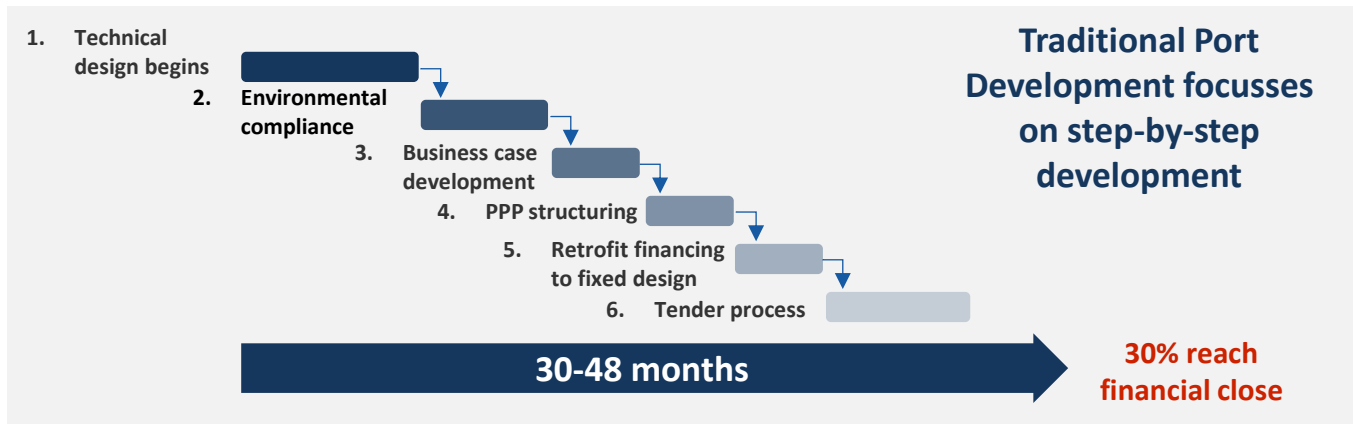 1. Technical
design begins
2. Environmental
compliance
3. Business case
development
4. PPP structuring
5. Retrofit financing
to fixed design
6. Tender process
Traditional Port
Development focusses
on step-by-step
development
30-48 months
30% reach
financial close